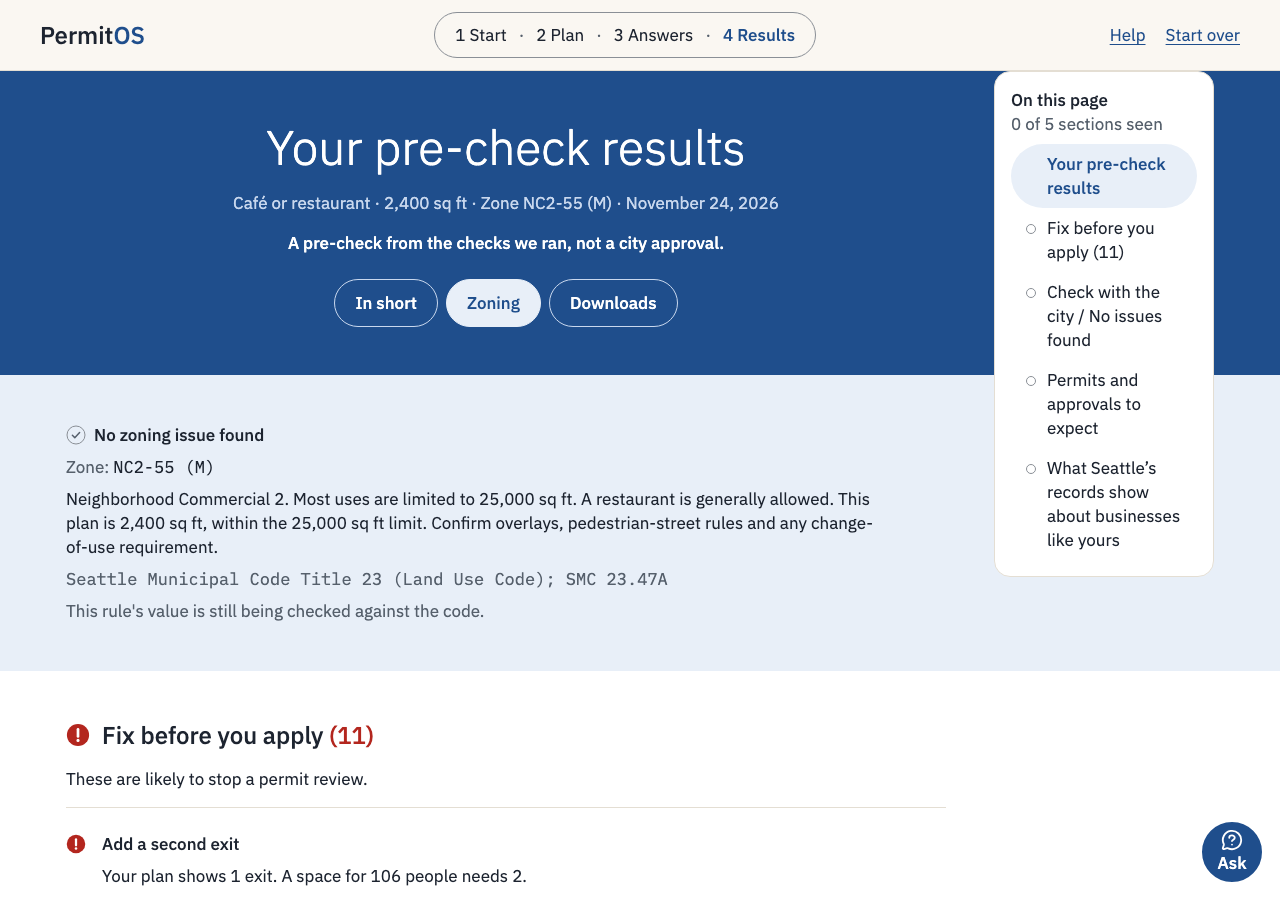 PermitOS
1 Start · 2 Plan · 3 Answers · 4 Results
Help
Start over
Your pre-check results
Café or restaurant · 2,400 sq ft · Zone NC2-55 (M) · November 24, 2026
A pre-check from the checks we ran, not a city approval.
In short
Zoning
Downloads
On this page
0 of 5 sections seen
Your pre-check
results
Fix before you
apply (11)
Check with the
city / No issues
found
Permits and
approvals to
expect
What Seattle’s
records show
about businesses
like yours
No zoning issue found
Zone: NC2-55 (M)
Neighborhood Commercial 2. Most uses are limited to 25,000 sq ft. A restaurant is generally allowed. This
plan is 2,400 sq ft, within the 25,000 sq ft limit. Confirm overlays, pedestrian-street rules and any change-
of-use requirement.
Seattle Municipal Code Title 23 (Land Use Code); SMC 23.47A
This rule's value is still being checked against the code.
Fix before you apply (11)
These are likely to stop a permit review.
Add a second exit
Your plan shows 1 exit. A space for 106 people needs 2.
Ask